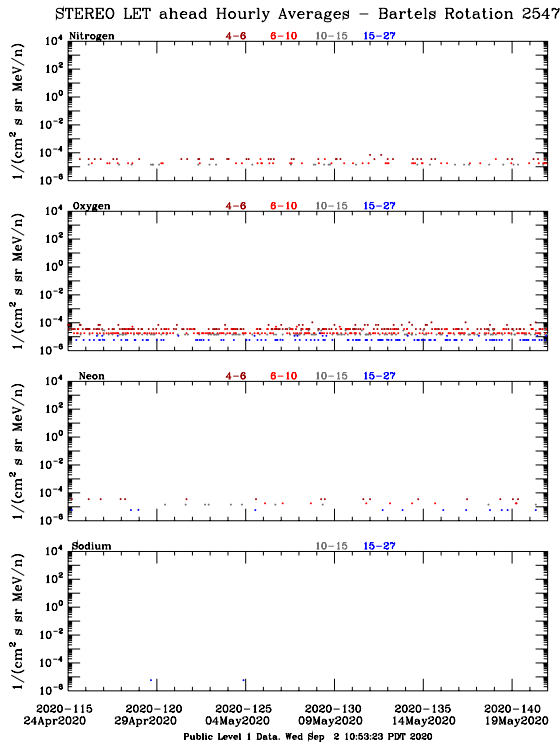 STEREO LET ahead Hourly Averages - Bartels Rotation 2547
Nitrogen 4-6 6-10 10-15 15-27
10^4
10^2
10^0
10^-2
10^-4
10^-6
1/(cm^2 s sr MeV/n)
Oxygen 4-6 6-10 10-15 15-27
10^4
10^2
10^0
10^-2
10^-4
10^-6
1/(cm^2 s sr MeV/n)
Neon 4-6 6-10 10-15 15-27
10^4
10^2
10^0
10^-2
10^-4
10^-6
1/(cm^2 s sr MeV/n)
Sodium 10-15 15-27
10^4
10^2
10^0
10^-2
10^-4
10^-6
1/(cm^2 s sr MeV/n)
2020-115 2020-120 2020-125 2020-130 2020-135 2020-140
24Apr2020 29Apr2020 04May2020 09May2020 14May2020 19May2020
Public Level 1 Data, Wed Sep 2 10:53:23 PDT 2020